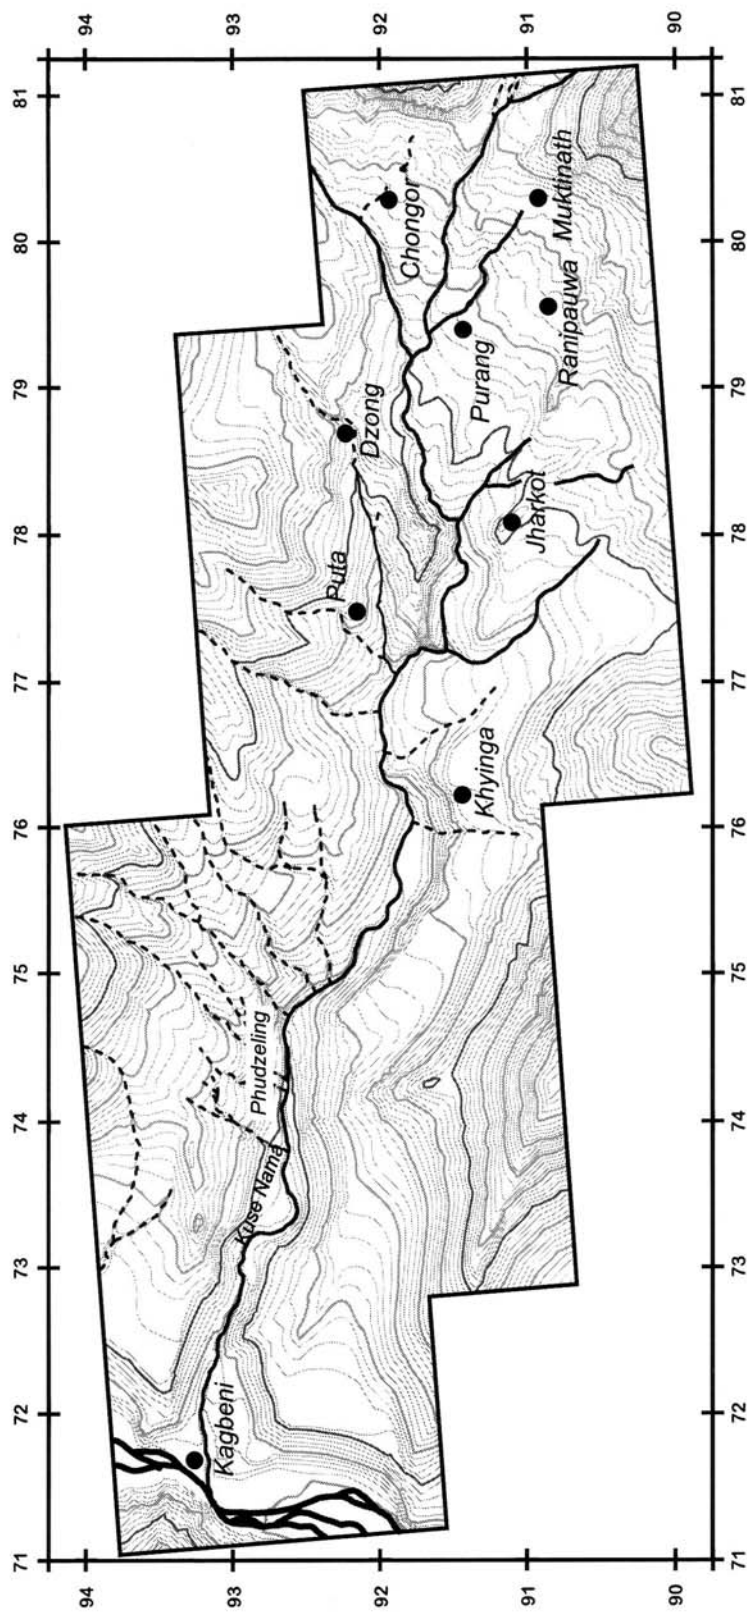 94
93
92
91
90
81
81
80
80
79
79
78
78
77
77
76
76
75
75
74
74
73
73
72
72
71
71
Chongor
Muktinath
Ranipauwa
Purang
Dzong
Jharkot
Puta
Khyinga
Phudzeling
Kuse Nama
Kagbeni
94
93
92
91
90